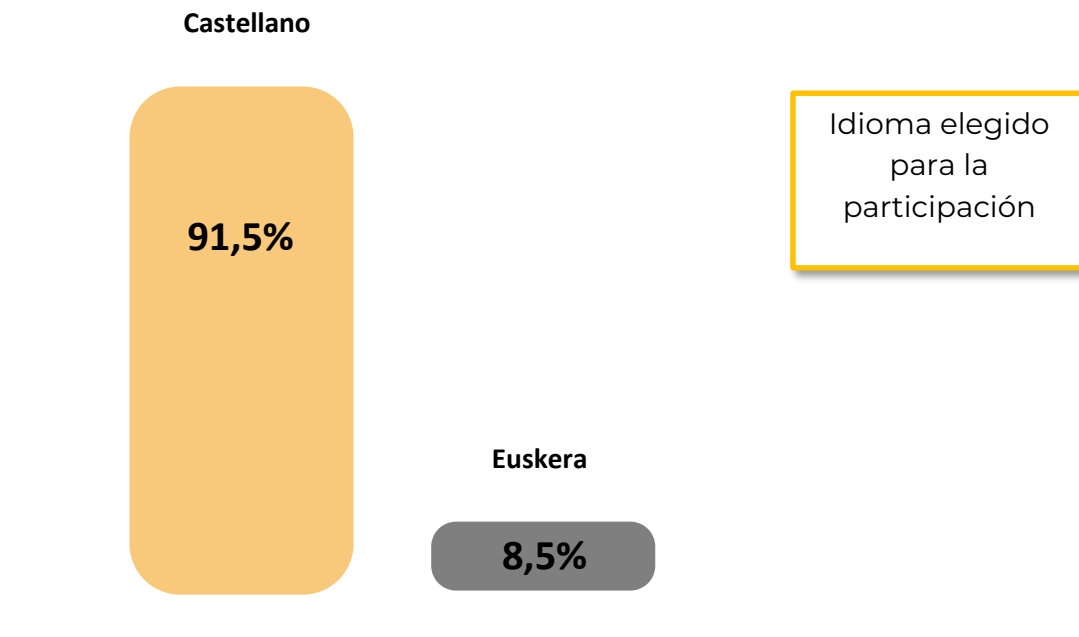 Castellano
91,5%
Idioma elegido
para la
participación
Euskera
8,5%